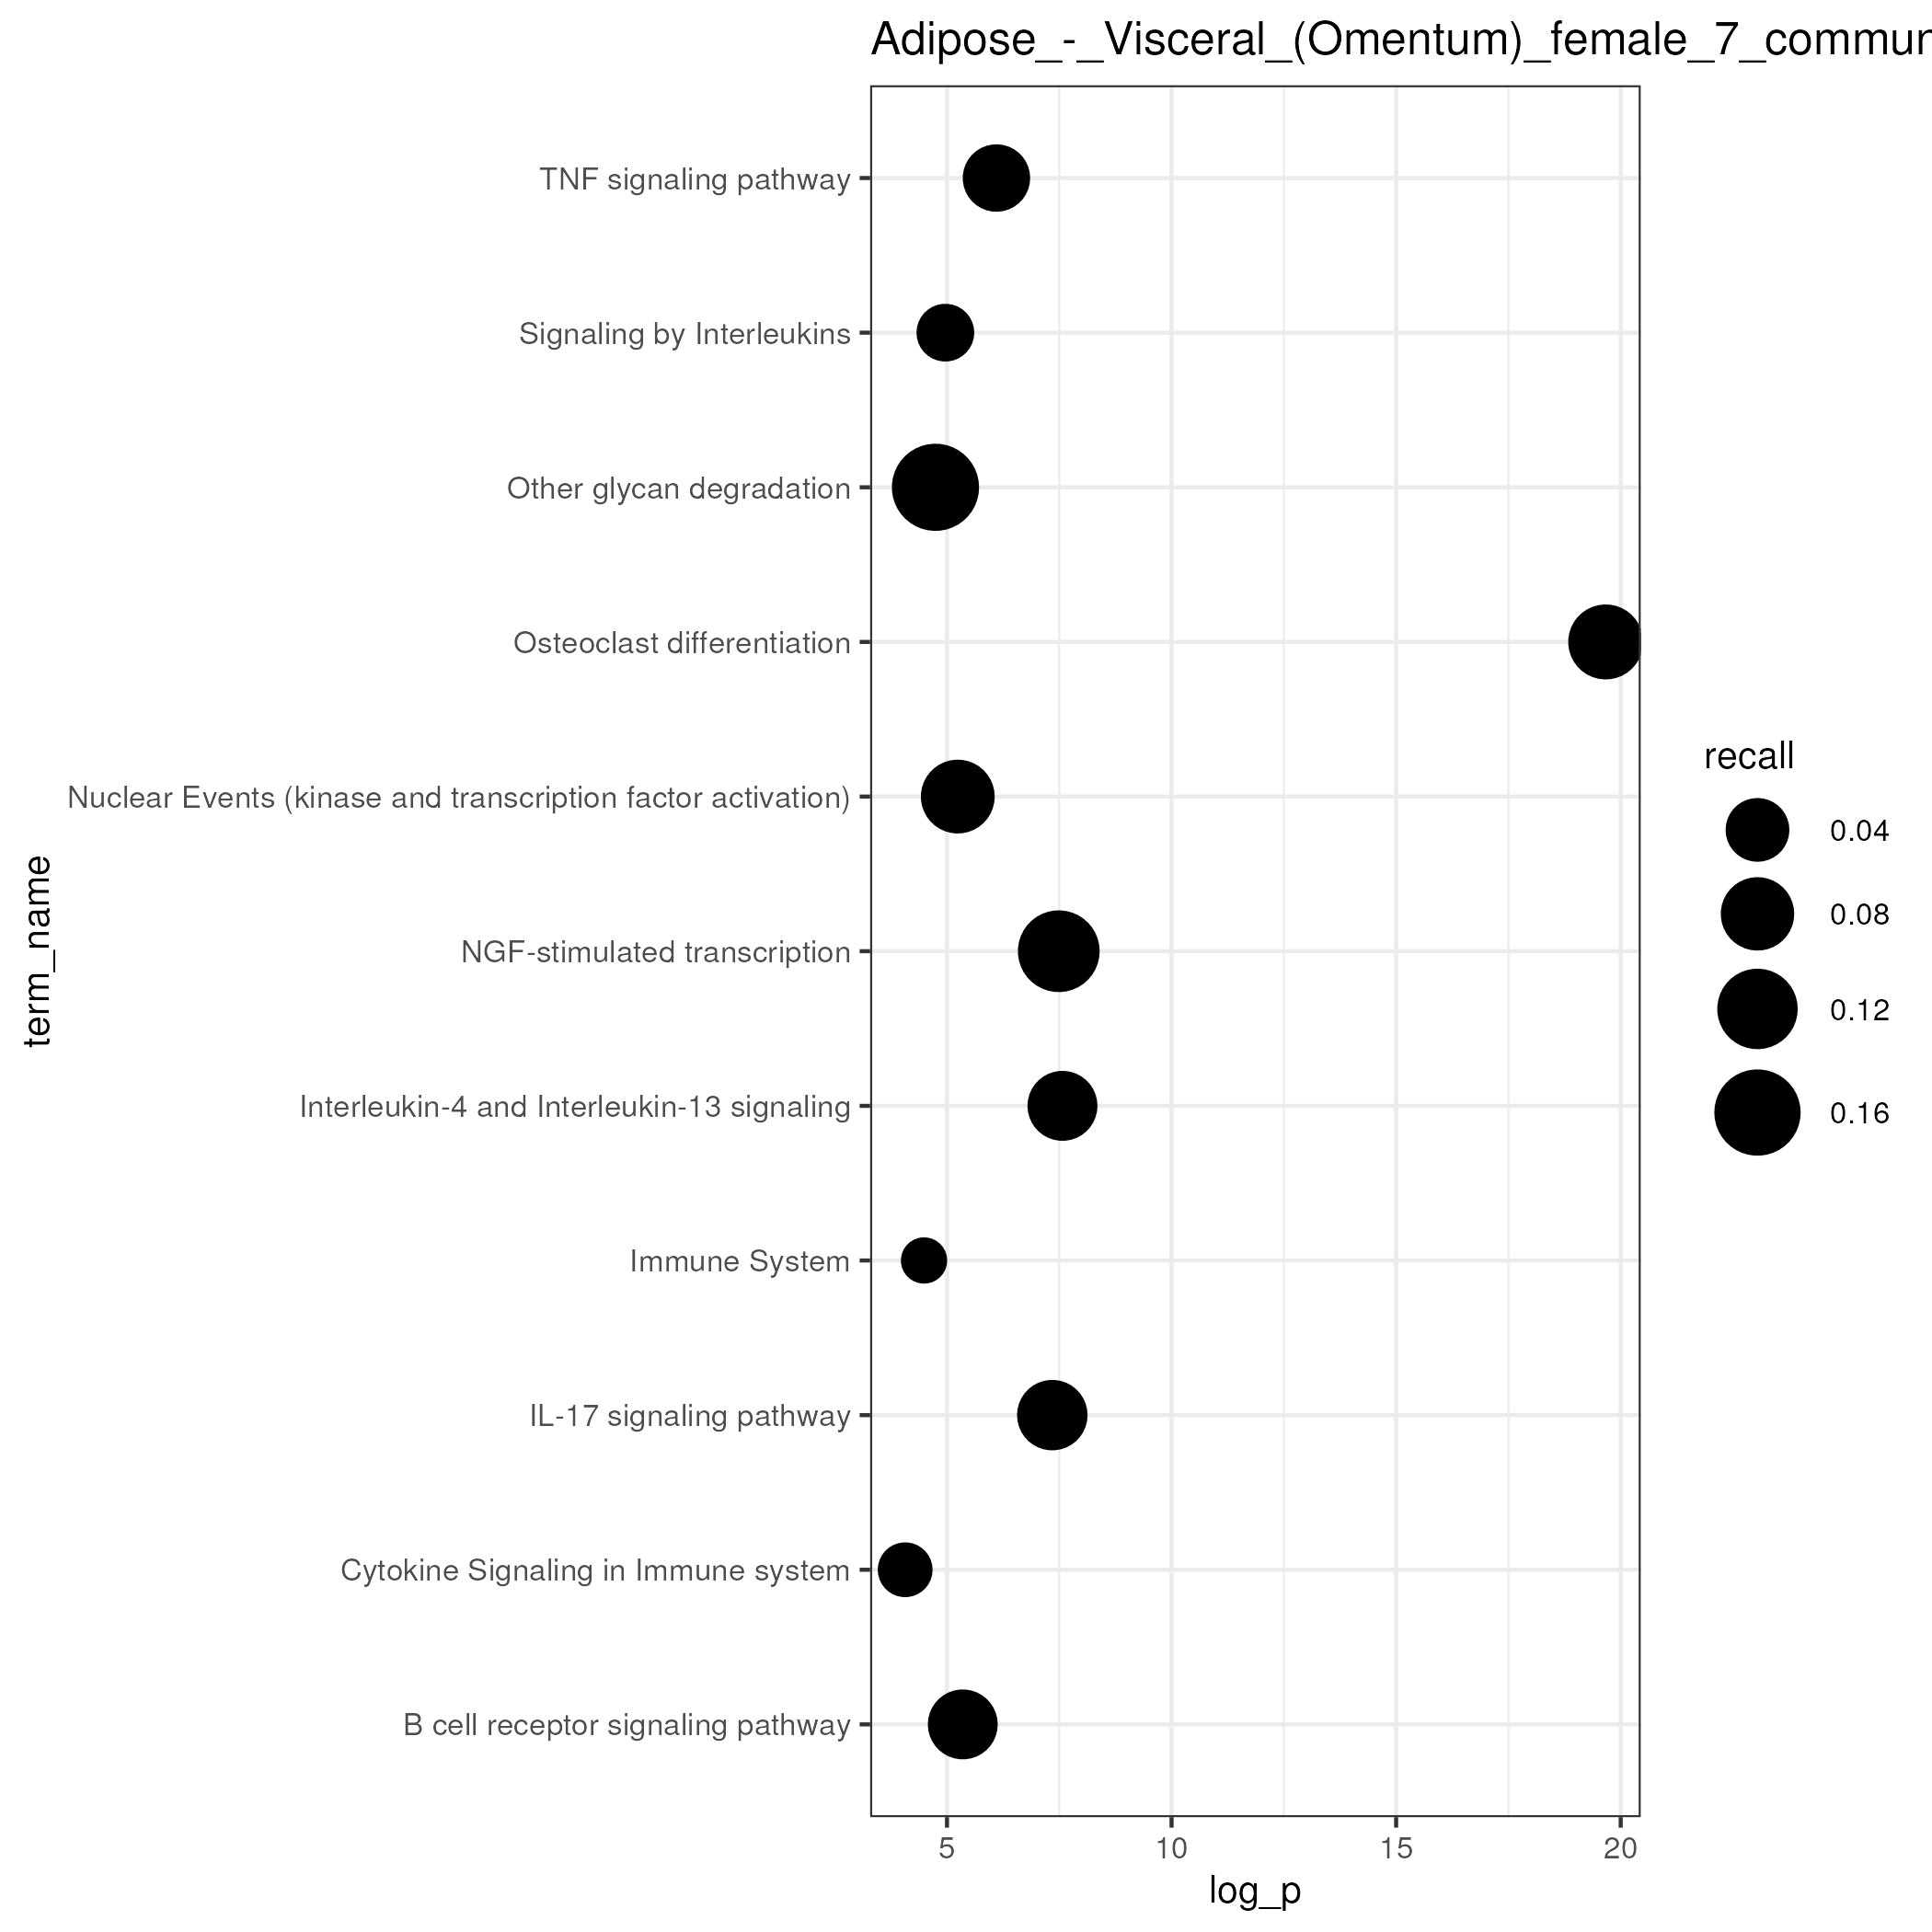 Adipose_-_Visceral_(Omentum)_female_7_commun
TNF signaling pathway
Signaling by Interleukins
Other glycan degradation
Osteoclast differentiation
Nuclear Events (kinase and transcription factor activation)
NGF-stimulated transcription
Interleukin-4 and Interleukin-13 signaling
Immune System
IL-17 signaling pathway
Cytokine Signaling in Immune system
B cell receptor signaling pathway
term_name
5 10 15 20
log_p
recall
0.04
0.08
0.12
0.16